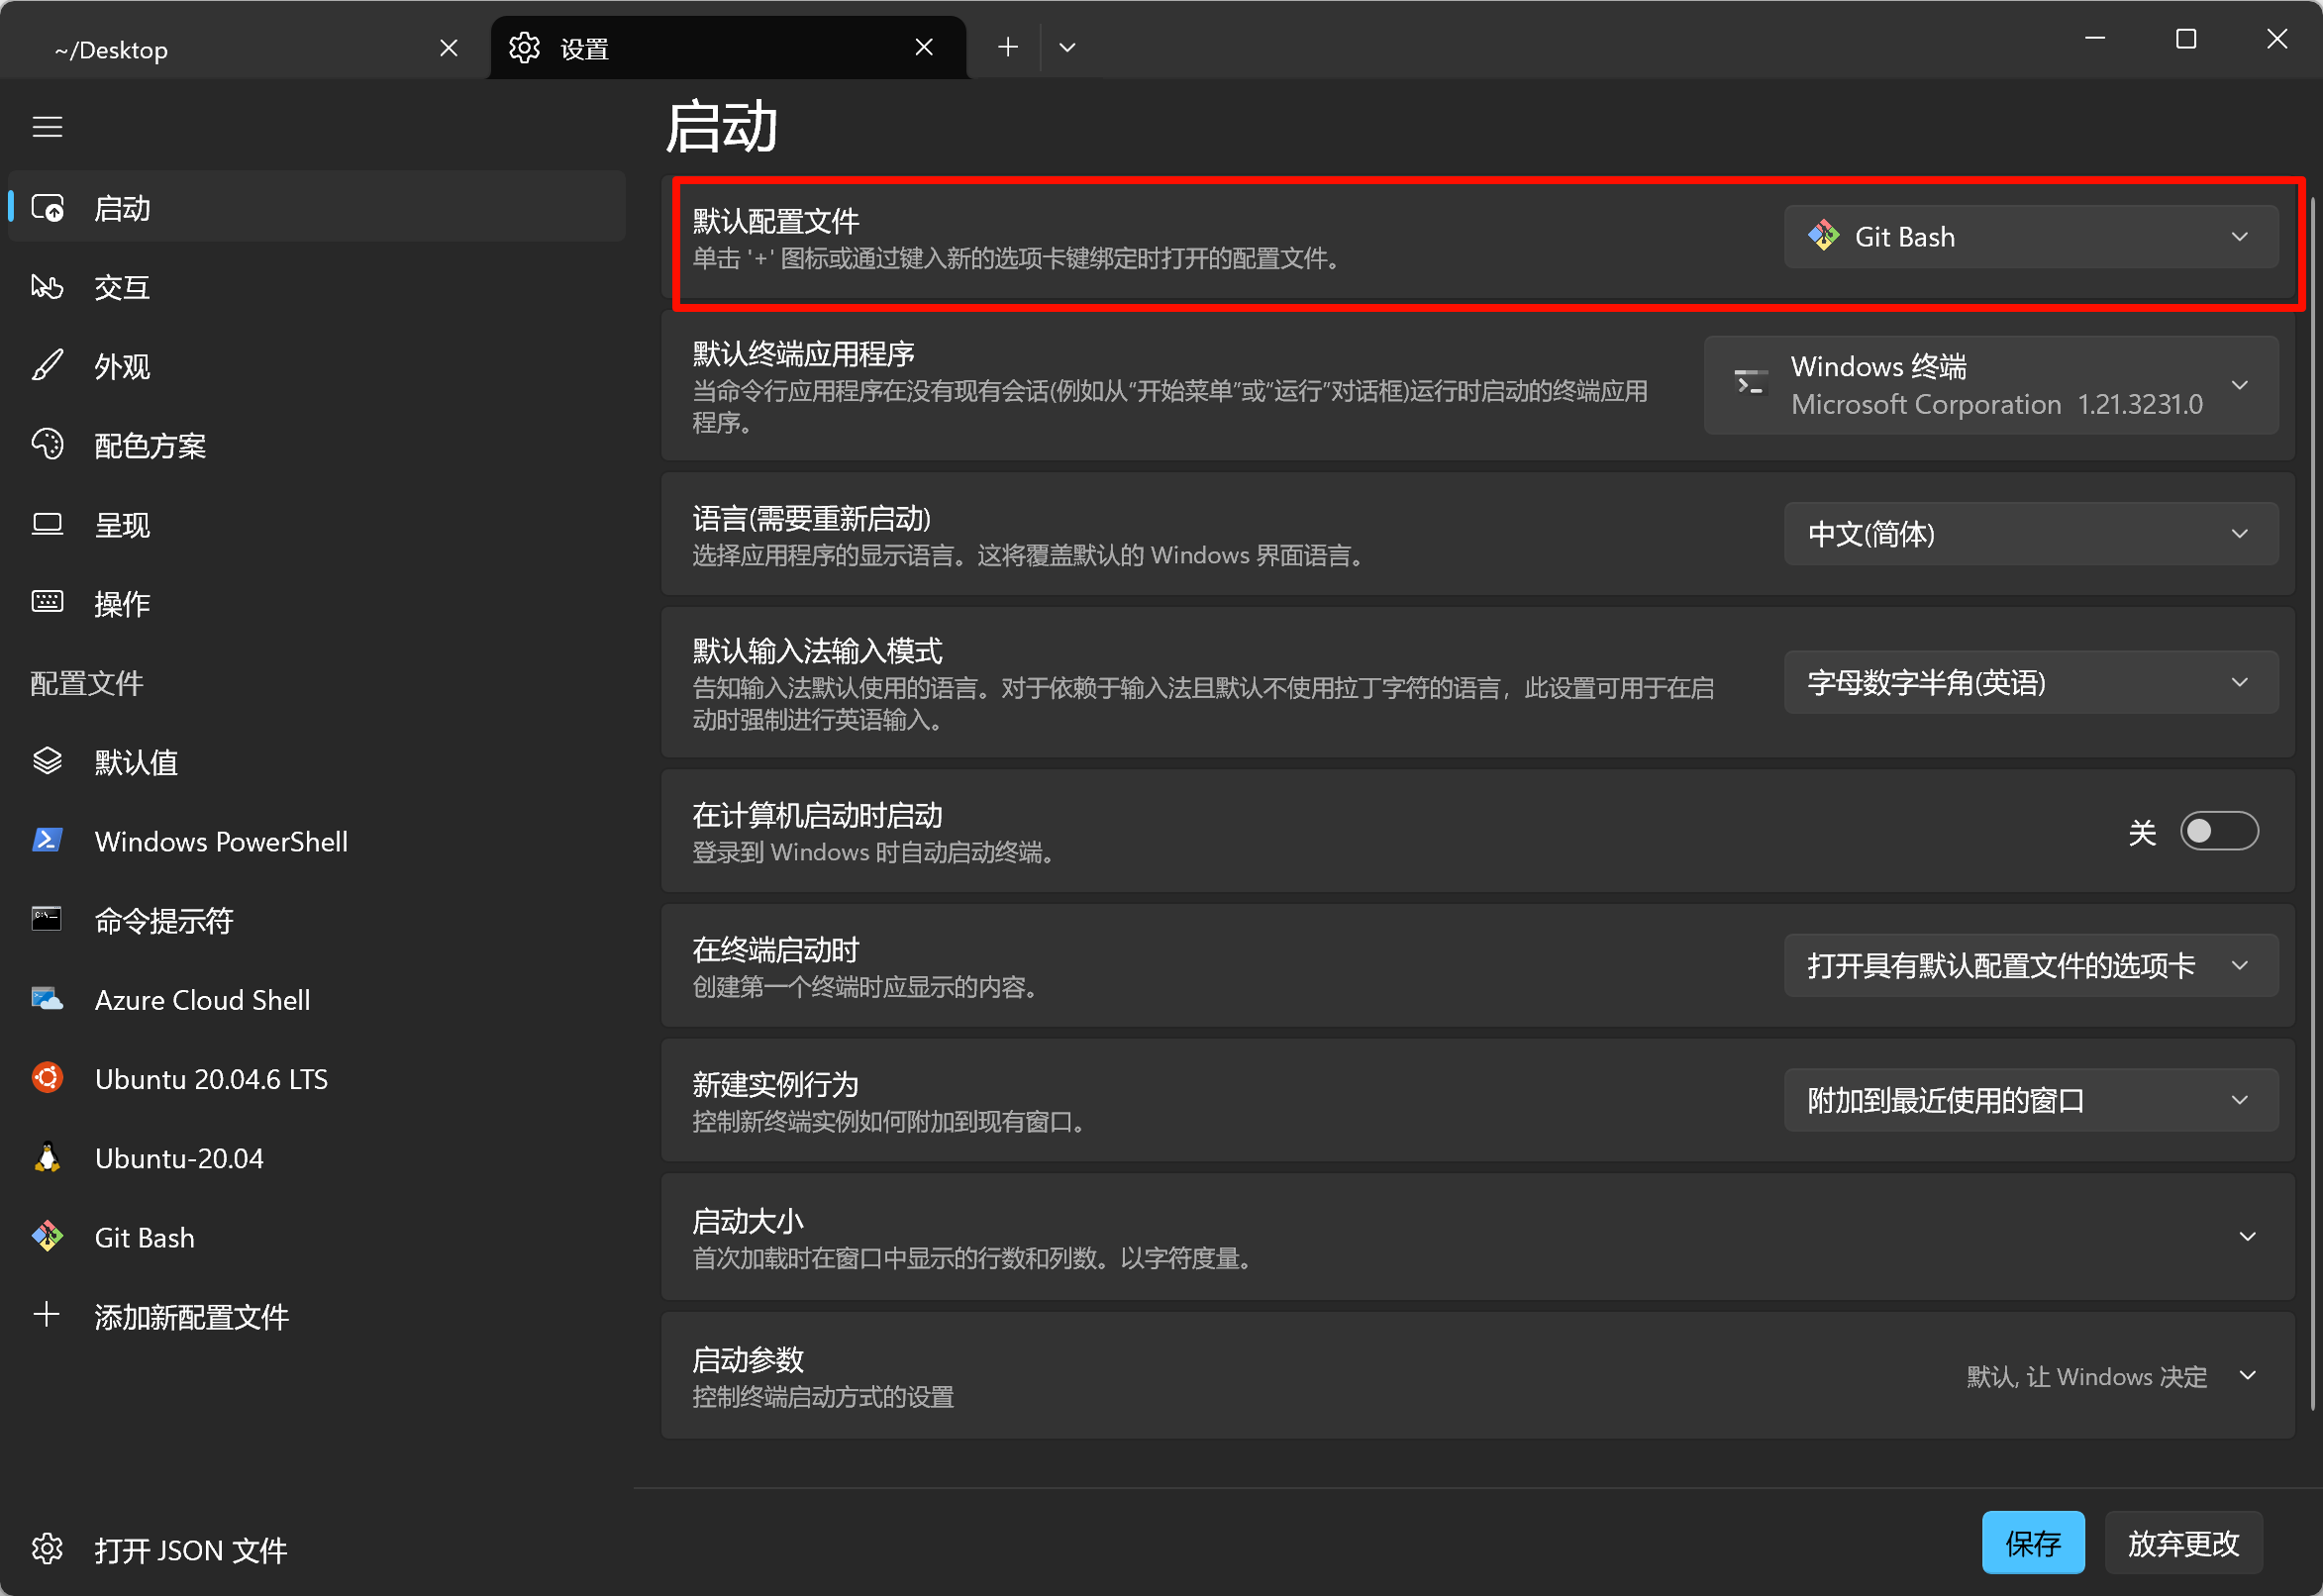 ~/Desktop
设置
启动
交互
外观
配色方案
呈现
操作
配置文件
默认值
Windows PowerShell
命令提示符
Azure Cloud Shell
Ubuntu 20.04.6 LTS
Ubuntu-20.04
Git Bash
添加新配置文件
打开 JSON 文件
启动
默认配置文件
单击 '+' 图标或通过键入新的选项卡键绑定时打开的配置文件。
Git Bash
默认终端应用程序
当命令行应用程序在没有现有会话(例如从“开始菜单”或“运行”对话框)运行时启动的终端应用
程序。
Windows 终端
Microsoft Corporation 1.21.3231.0
语言(需要重新启动)
选择应用程序的显示语言。这将覆盖默认的 Windows 界面语言。
中文(简体)
默认输入法输入模式
告知输入法默认使用的语言。对于依赖于输入法且默认不使用拉丁字符的语言，此设置可用于在启
动时强制进行英语输入。
字母数字半角(英语)
在计算机启动时启动
登录到 Windows 时自动启动终端。
关
在终端启动时
创建第一个终端时应显示的内容。
打开具有默认配置文件的选项卡
新建实例行为
控制新终端实例如何附加到现有窗口。
附加到最近使用的窗口
启动大小
首次加载时在窗口中显示的行数和列数。以字符度量。
启动参数
控制终端启动方式的设置
默认, 让 Windows 决定
保存
放弃更改